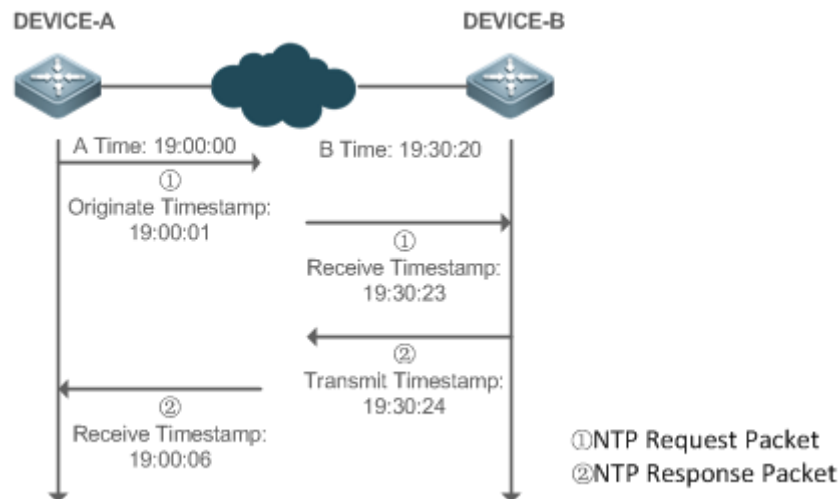 DEVICE-A
DEVICE-B
A Time: 19:00:00
B Time: 19:30:20
①
Originate Timestamp:
19:00:01
①
Receive Timestamp:
19:30:23
②
Transmit Timestamp:
19:30:24
②
Receive Timestamp:
19:00:06
①NTP Request Packet
②NTP Response Packet